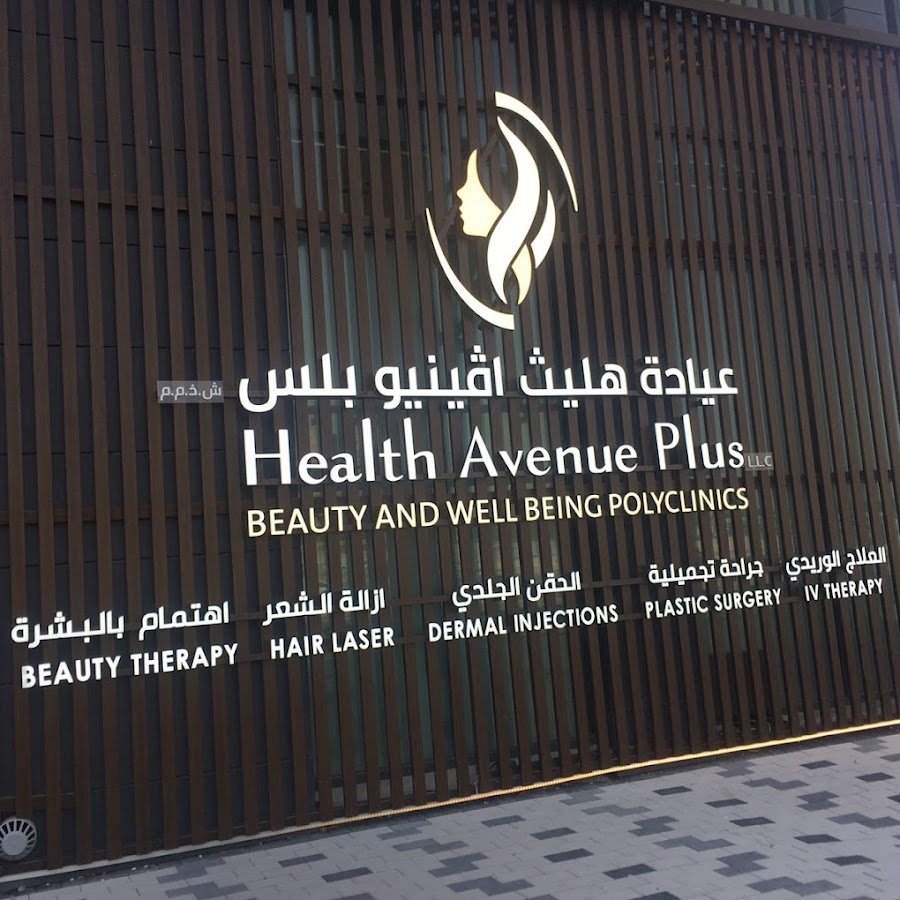 عيادة هليث اڤينيو بلس ش.ذ.م.م
Health Avenue Plus LLC
BEAUTY AND WELL BEING POLYCLINICS
اهتمام بالبشرة
BEAUTY THERAPY
ازالة الشعر
HAIR LASER
الحقن الجلدي
DERMAL INJECTIONS
جراحة تجميلية
PLASTIC SURGERY
العلاج الوريدي
IV THERAPY